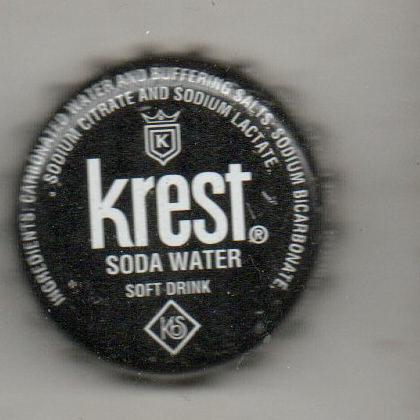 INGREDIENTS: CARBONATED WATER AND BUFFERING SALTS: SODIUM BICARBONATE,
SODIUM CITRATE AND SODIUM LACTATE.
K
krest®
SODA WATER
SOFT DRINK
KS